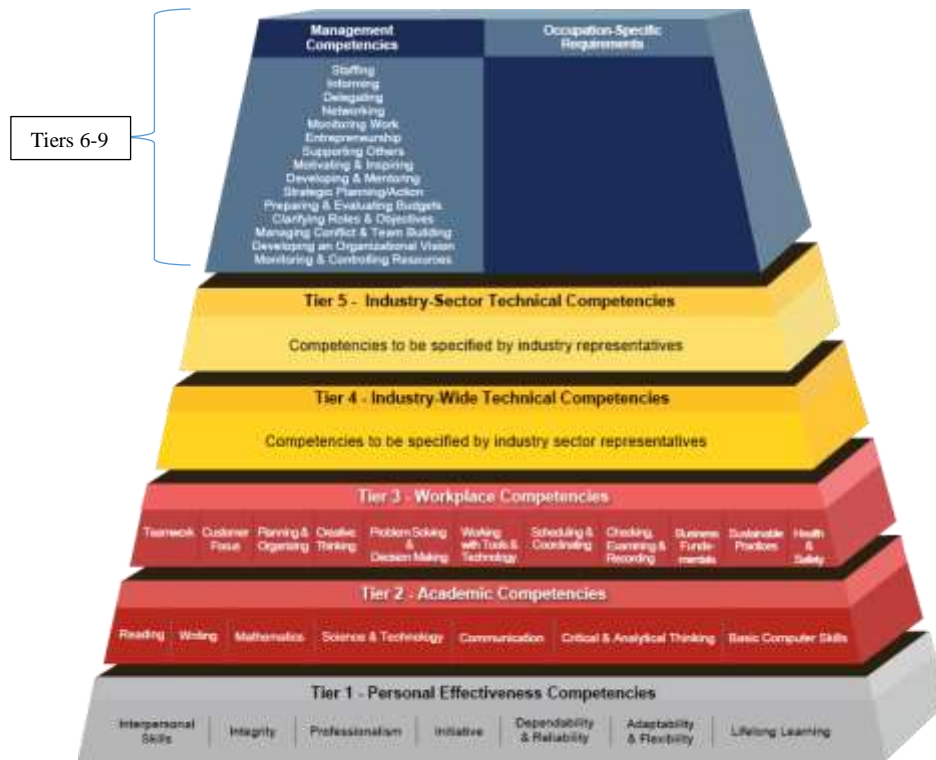 Management
Competencies
Occupation-Specific
Requirements
Staffing
Informing
Delegating
Networking
Monitoring Work
Entrepreneurship
Supporting Others
Motivating & Inspiring
Developing & Mentoring
Strategic Planning/Action
Preparing & Evaluating Budgets
Clarifying Roles & Objectives
Managing Conflict & Team Building
Developing an Organizational Vision
Monitoring & Controlling Resources
Tiers 6-9
Tier 5 - Industry-Sector Technical Competencies
Competencies to be specified by industry representatives
Tier 4 - Industry-Wide Technical Competencies
Competencies to be specified by industry sector representatives
Tier 3 - Workplace Competencies
Teamwork
Customer
Focus
Planning &
Organizing
Creative
Thinking
Problem Solving
&
Decision Making
Working
with Tools &
Technology
Scheduling &
Coordinating
Checking,
Examining &
Recording
Business
Funda-
mentals
Sustainable
Practices
Health
&
Safety
Tier 2 - Academic Competencies
Reading
Writing
Mathematics
Science & Technology
Communication
Critical & Analytical Thinking
Basic Computer Skills
Tier 1 - Personal Effectiveness Competencies
Interpersonal
Skills
Integrity
Professionalism
Initiative
Dependability
& Reliability
Adaptability
& Flexibility
Lifelong Learning